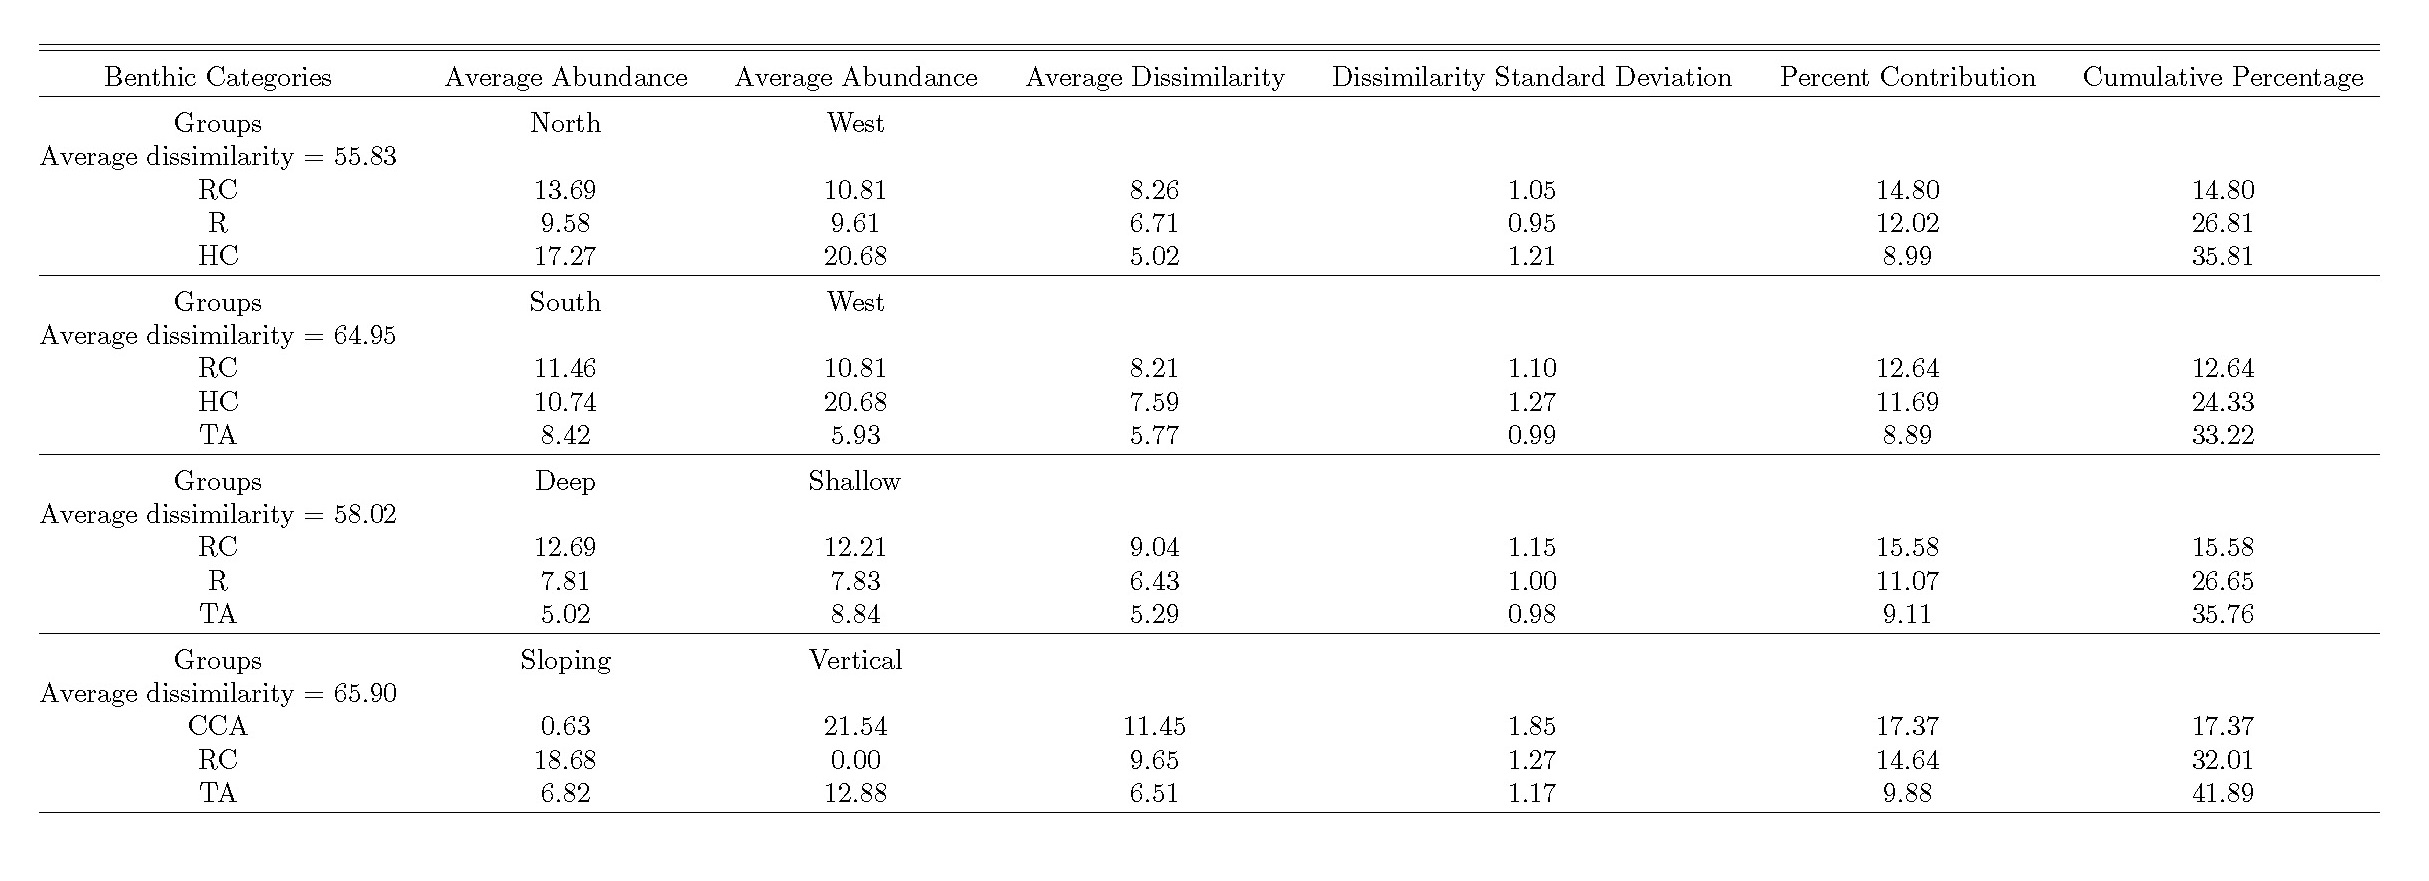 Benthic Categories Average Abundance Average Abundance Average Dissimilarity Dissimilarity Standard Deviation Percent Contribution Cumulative Percentage
Groups North West
Average dissimilarity = 55.83
RC 13.69 10.81 8.26 1.05 14.80 14.80
R 9.58 9.61 6.71 0.95 12.02 26.81
HC 17.27 20.68 5.02 1.21 8.99 35.81
Groups South West
Average dissimilarity = 64.95
RC 11.46 10.81 8.21 1.10 12.64 12.64
HC 10.74 20.68 7.59 1.27 11.69 24.33
TA 8.42 5.93 5.77 0.99 8.89 33.22
Groups Deep Shallow
Average dissimilarity = 58.02
RC 12.69 12.21 9.04 1.15 15.58 15.58
R 7.81 7.83 6.43 1.00 11.07 26.65
TA 5.02 8.84 5.29 0.98 9.11 35.76
Groups Sloping Vertical
Average dissimilarity = 65.90
CCA 0.63 21.54 11.45 1.85 17.37 17.37
RC 18.68 0.00 9.65 1.27 14.64 32.01
TA 6.82 12.88 6.51 1.17 9.88 41.89